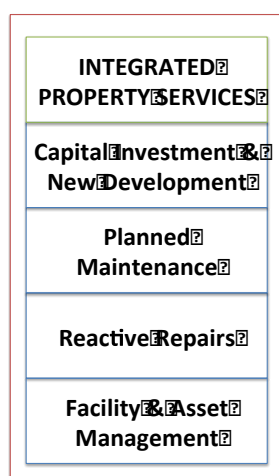 INTEGRATED
PROPERTY SERVICES
Capital Investment &
New Development
Planned
Maintenance
Reactive Repairs
Facility & Asset
Management